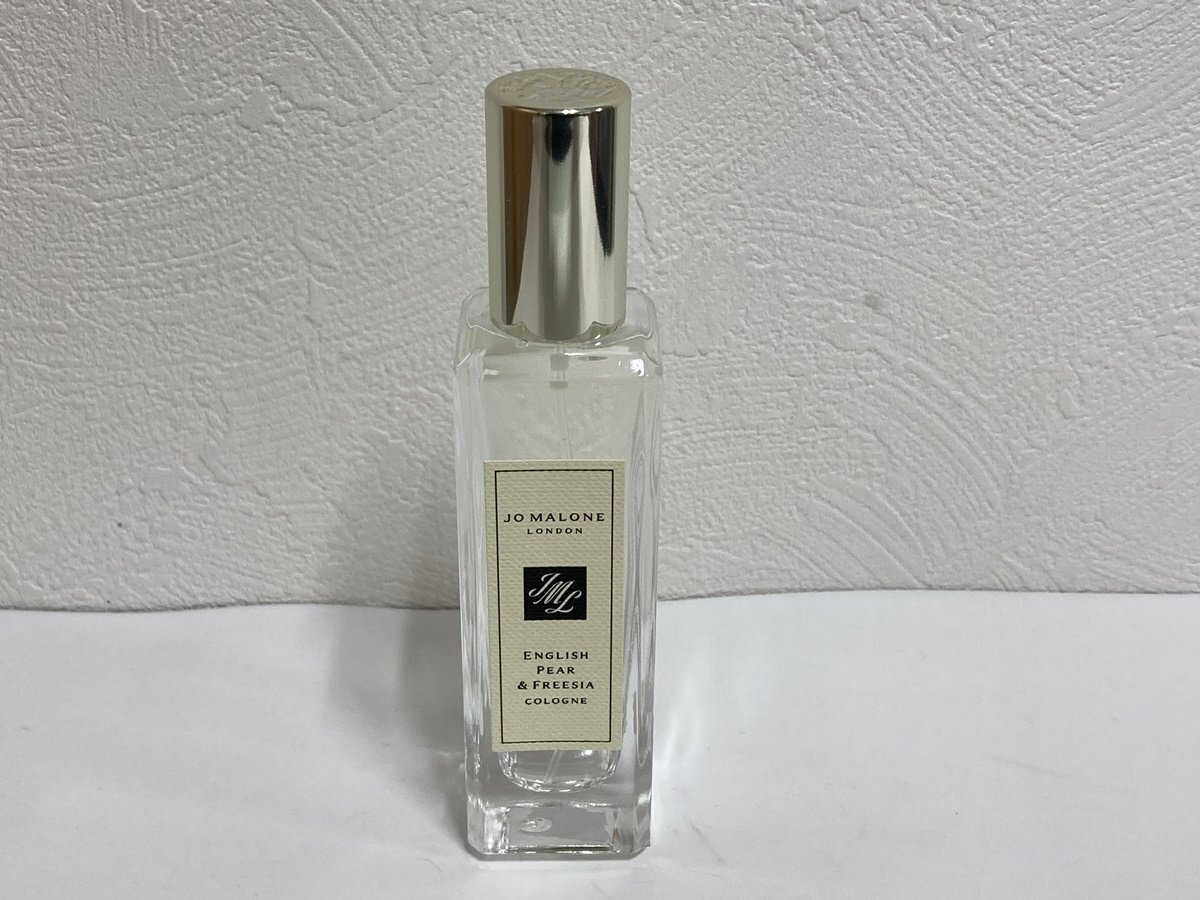 JO MALONE
LONDON
JML
ENGLISH
PEAR
& FREESIA
COLOGNE